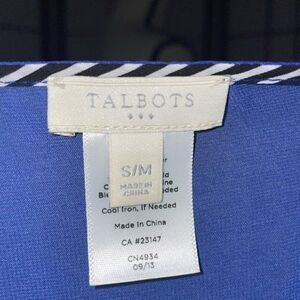 TALBOTS
S/M
MADE IN
CHINA
Cool Iron, If Needed
Made in China
CA #23147
CN4934
09/13